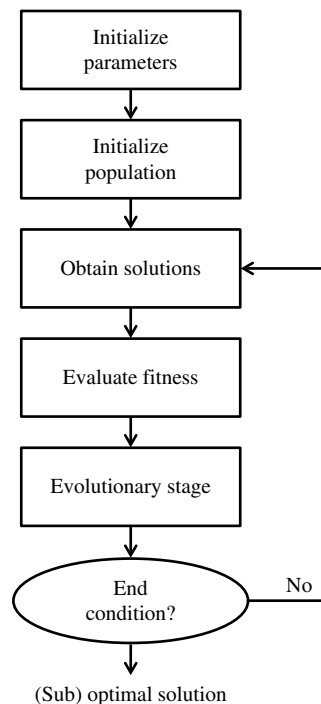 Initialize
parameters
Initialize
population
Obtain solutions
Evaluate fitness
Evolutionary stage
End
condition?
No
(Sub) optimal solution